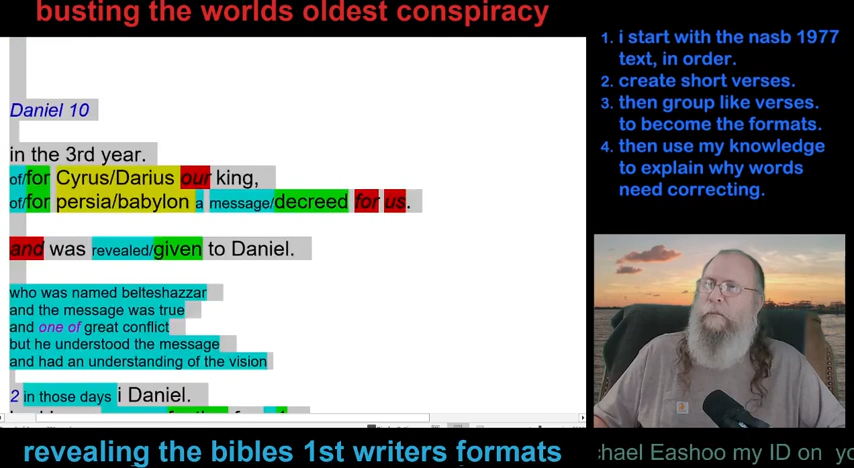 busting the worlds oldest conspiracy
Daniel 10
in the 3rd year.
of/for Cyrus/Darius our king,
of/for persia/babylon a message/decreed for us.
and was revealed/given to Daniel.
who was named belteshazzar
and the message was true
and one of great conflict
but he understood the message
and had an understanding of the vision
2 in those days i Daniel.
revealing the bibles 1st writers formats
1. i start with the nasb 1977
text, in order.
2. create short verses.
3. then group like verses.
to become the formats.
4. then use my knowledge
to explain why words
need correcting.
hael Eashoo my ID on yo